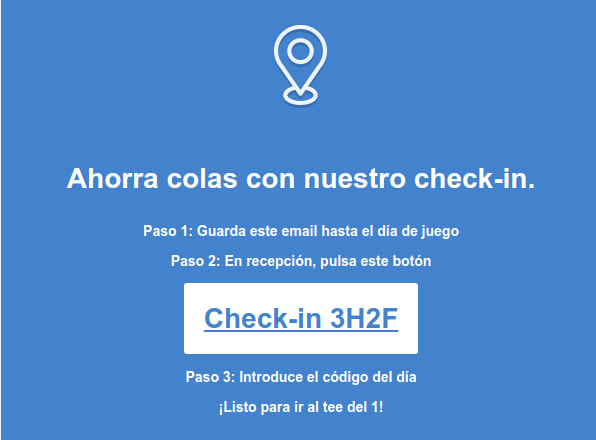 Ahorra colas con nuestro check-in.
Paso 1: Guarda este email hasta el día de juego
Paso 2: En recepción, pulsa este botón
Check-in 3H2F
Paso 3: Introduce el código del día
¡Listo para ir al tee del 1!